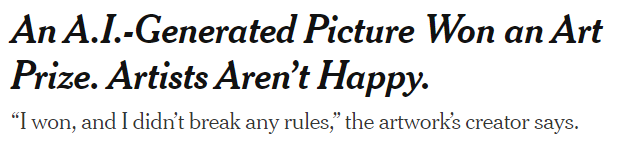 An A.I.-Generated Picture Won an Art
Prize. Artists Aren’t Happy.
“I won, and I didn’t break any rules,” the artwork’s creator says.